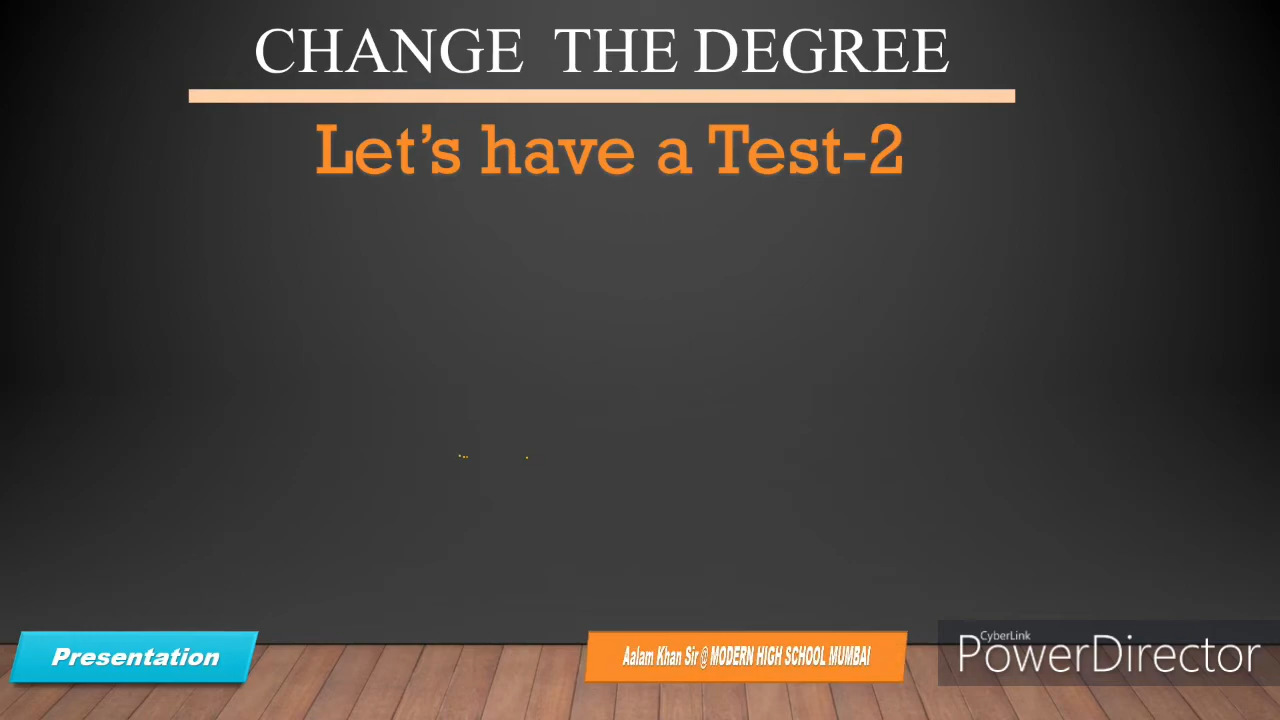 CHANGE THE DEGREE
Let's have a Test-2
Presentation
Aalam Khan Sir @ MODERN HIGH SCHOOL MUMBAI
CyberLink
PowerDirector